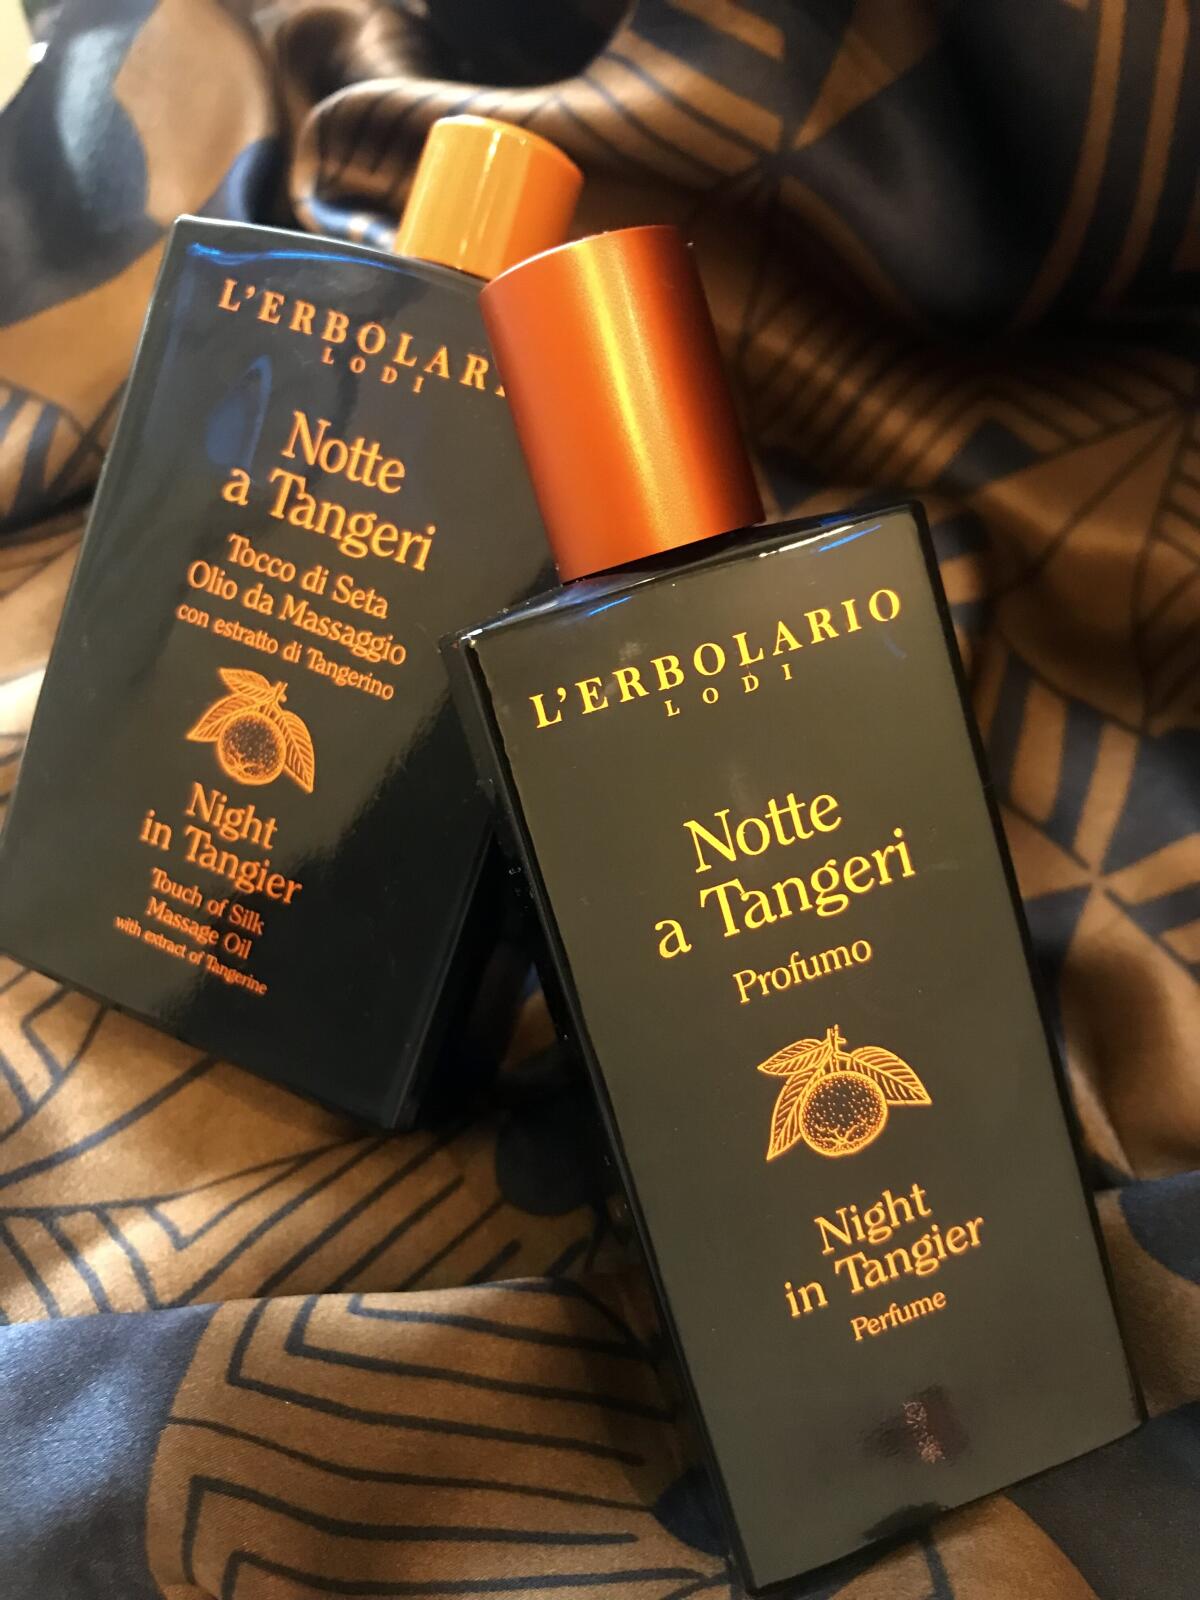 L'ERBOLARI
LODI
Notte
a Tangeri
Tocco di Seta
Olio da Massaggio
con estratto di Tangerino
Night
in Tangier
Touch of Silk
Massage Oil
with extract of Tangerine
L'ERBOLARIO
LODI
Notte
a Tangeri
Profumo
Night
in Tangier
Perfume